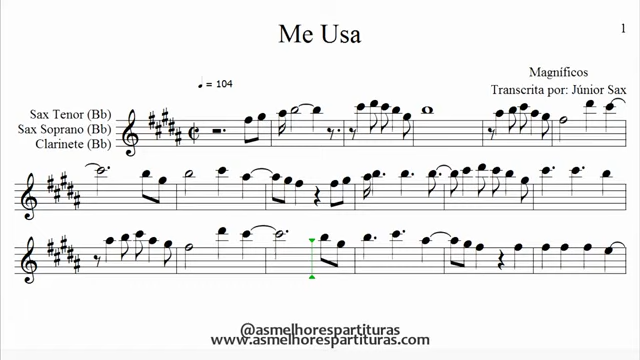 Me Usa
1
Magníficos
= 104
Transcrita por: Júnior Sax
Sax Tenor (Bb)
Sax Soprano (Bb)
Clarinete (Bb)
@asmelhorespartituras
www.asmelhorespartituras.com